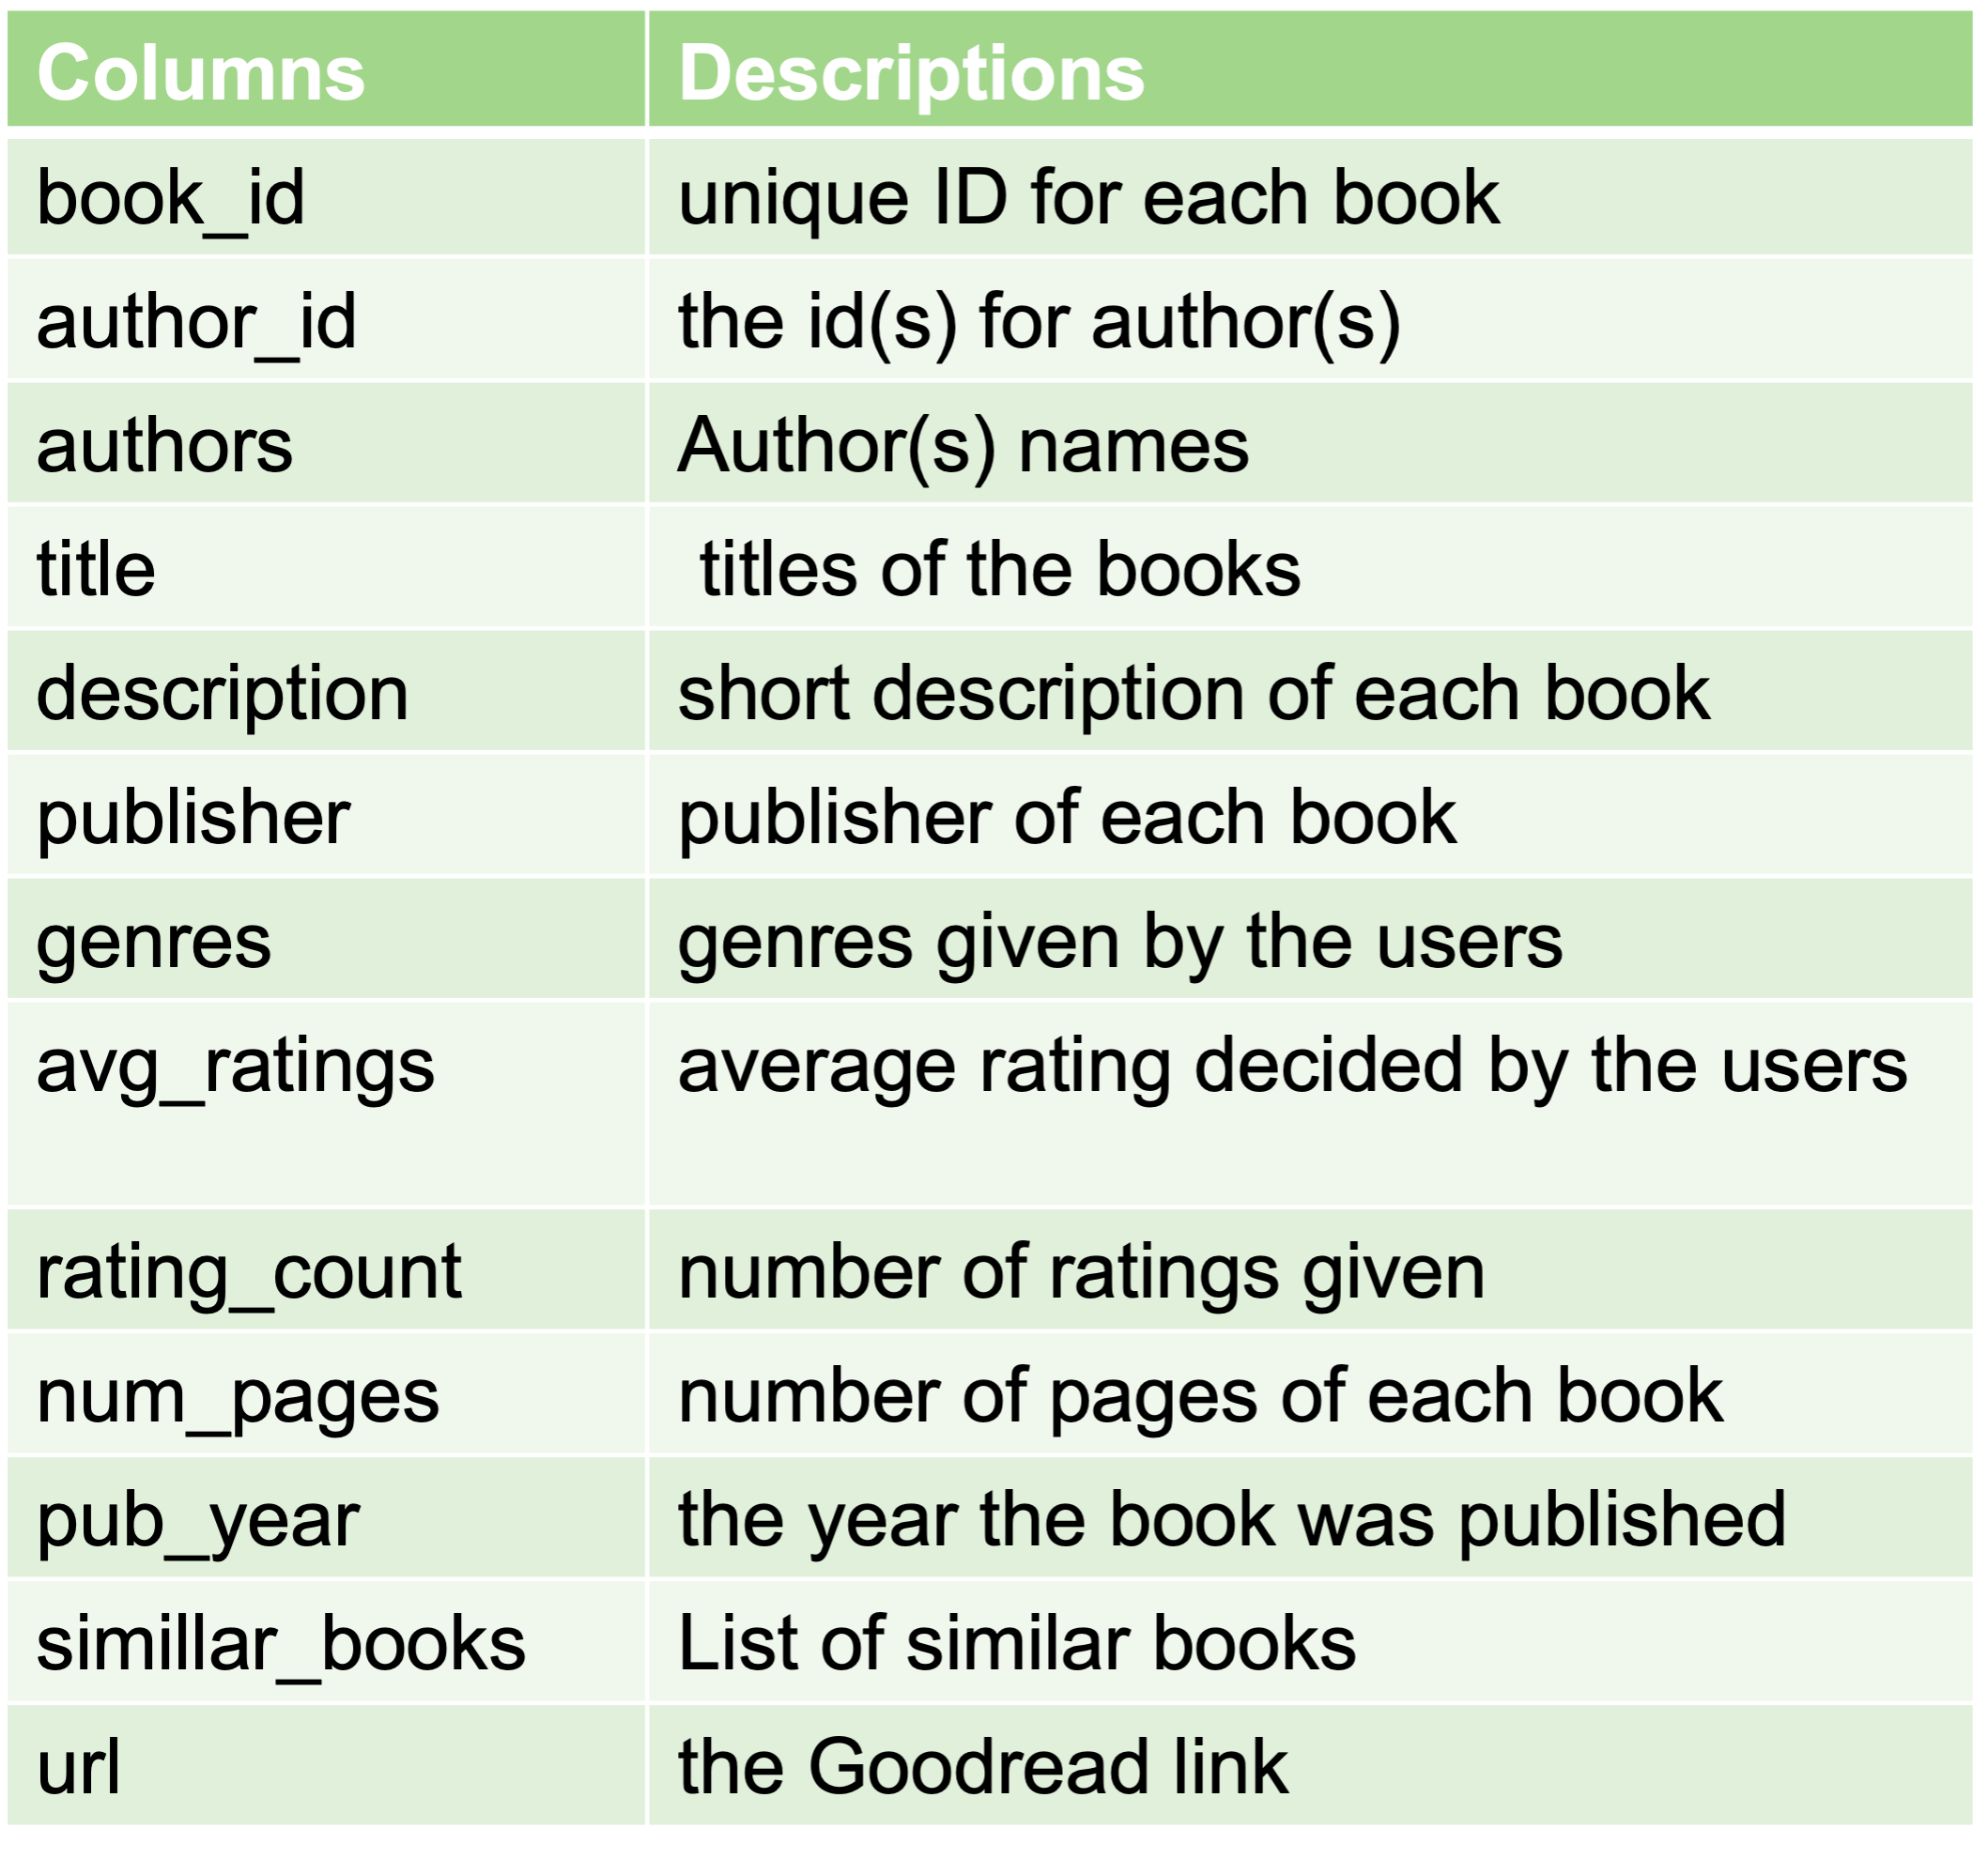 Columns Descriptions
book_id unique ID for each book
author_id the id(s) for author(s)
authors Author(s) names
title titles of the books
description short description of each book
publisher publisher of each book
genres genres given by the users
avg_ratings average rating decided by the users
rating_count number of ratings given
num_pages number of pages of each book
pub_year the year the book was published
simillar_books List of similar books
url the Goodread link